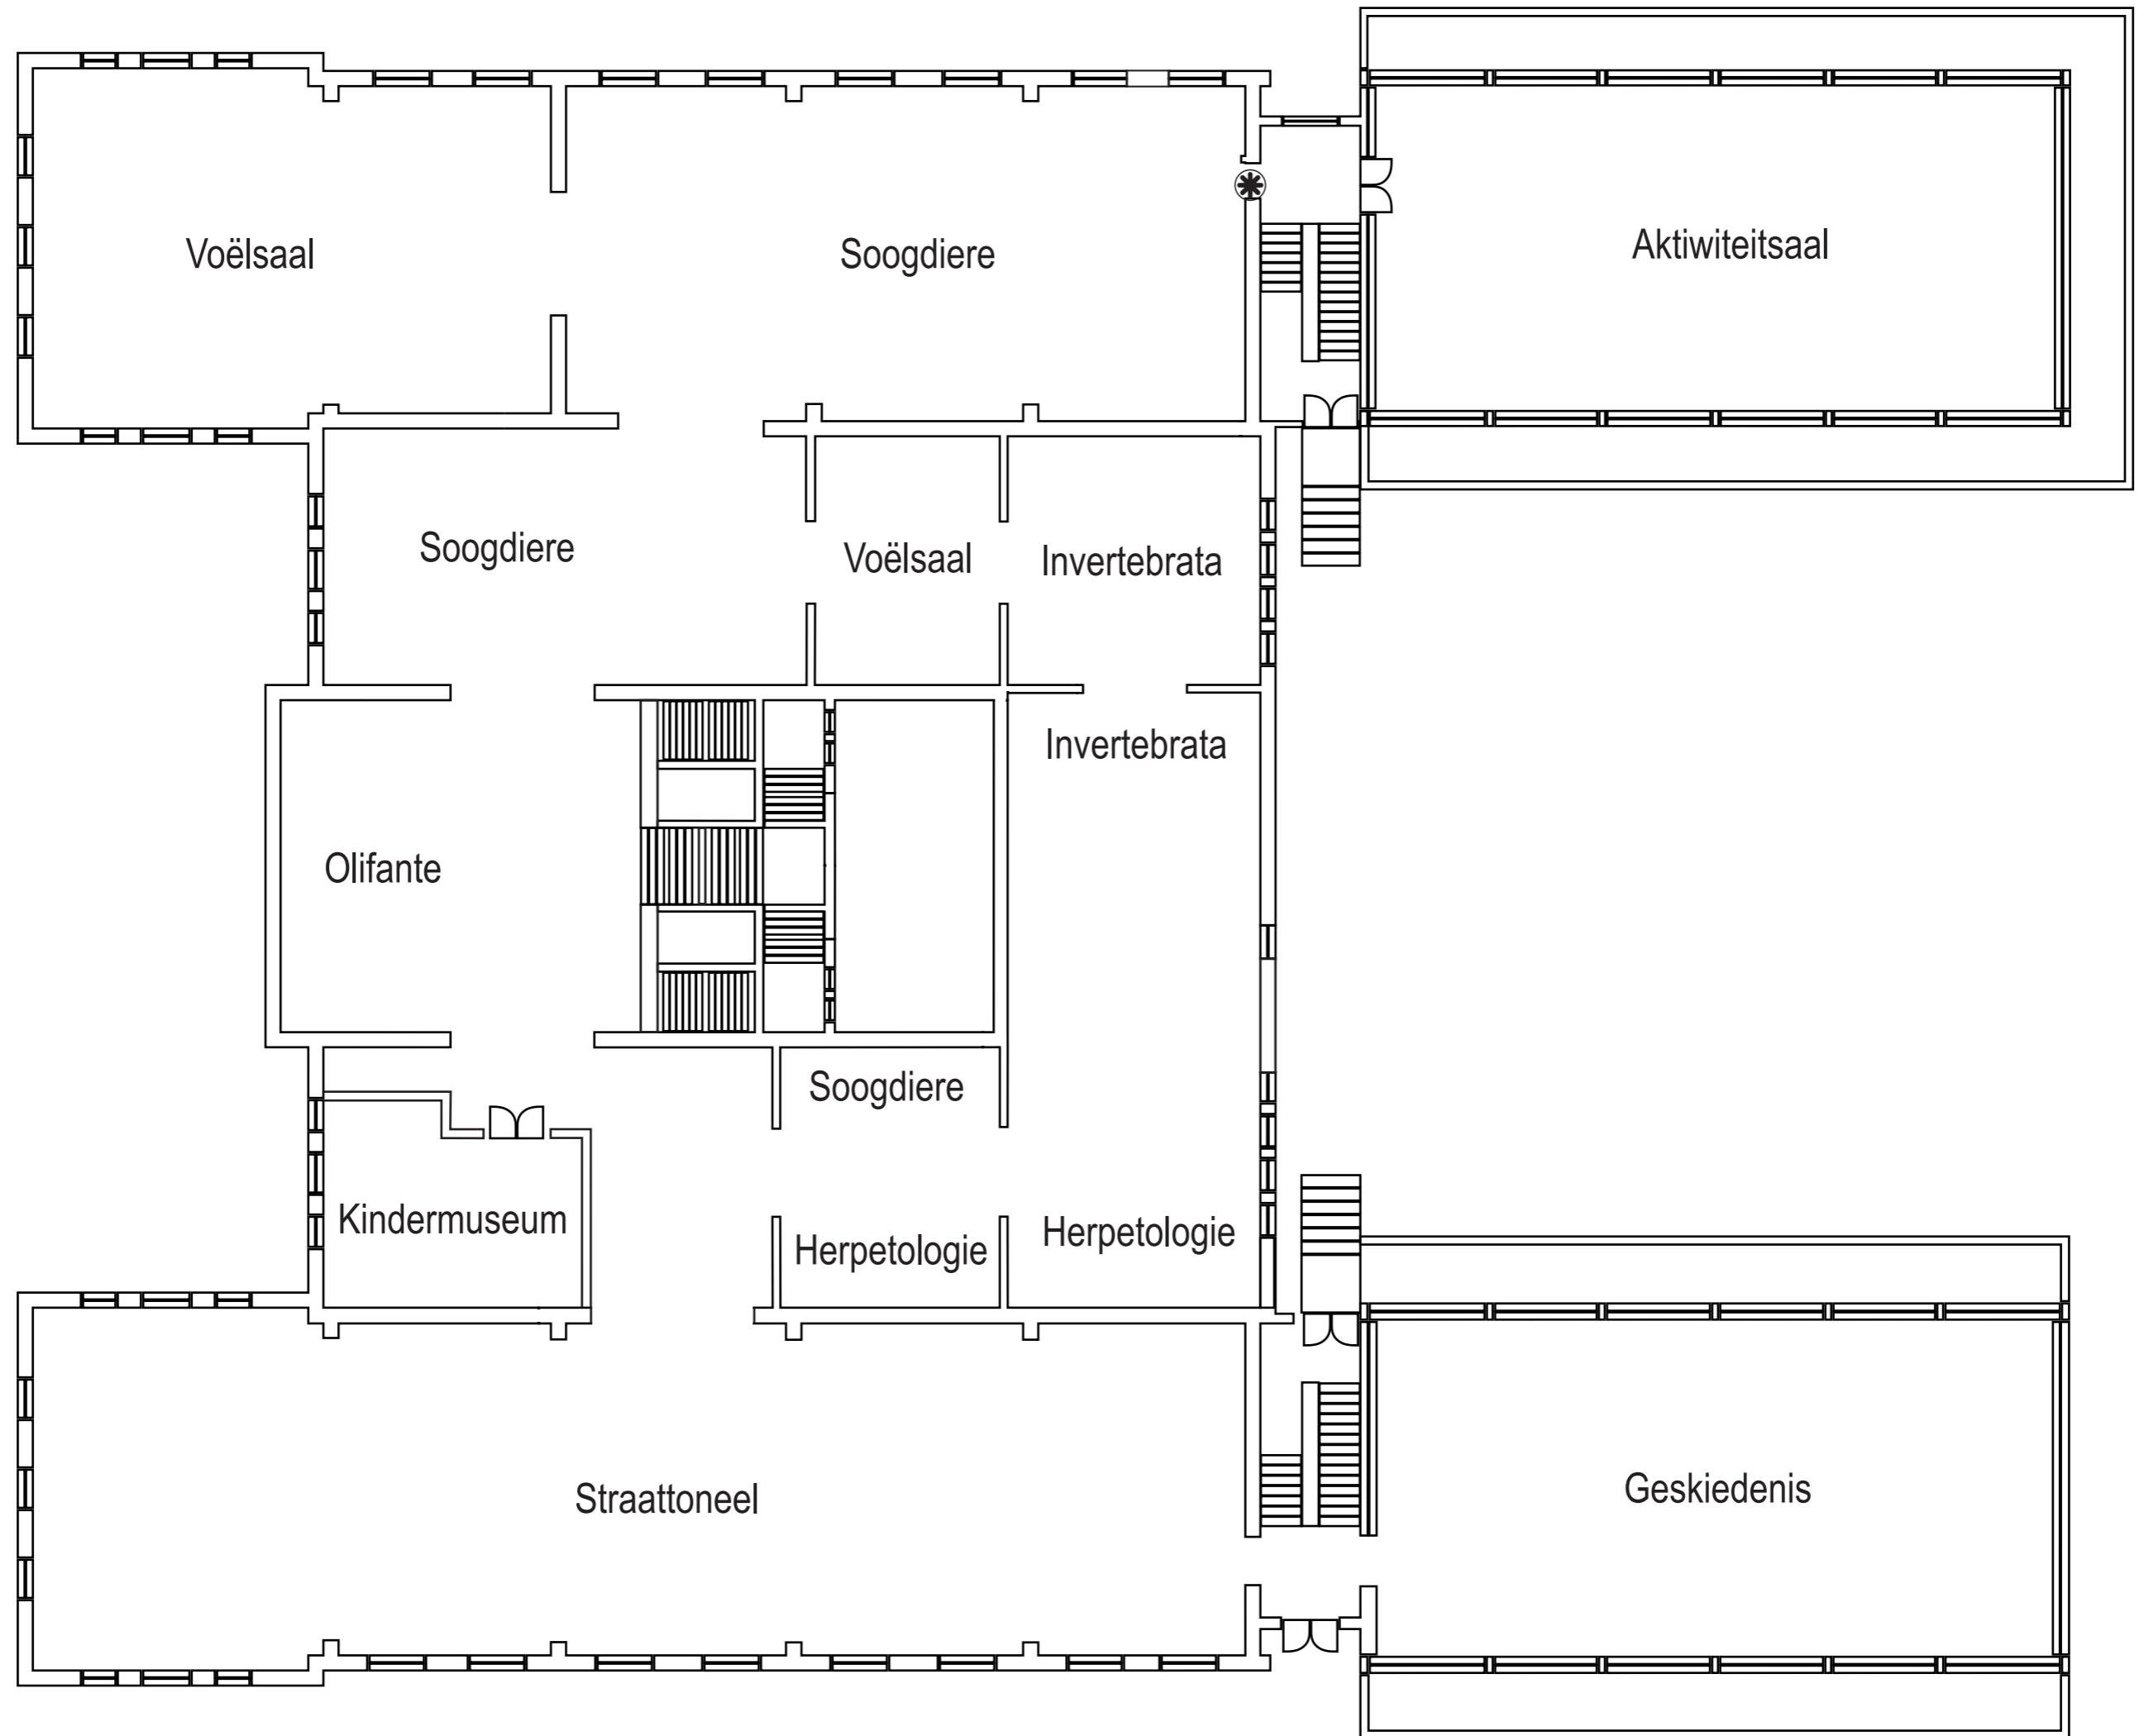 Voëlsaal
Soogdiere
Aktiwiteitsaal
Soogdiere
Voëlsaal
Invertebrata
Invertebrata
Olifante
Soogdiere
Kindermuseum
Herpetologie
Herpetologie
Straattoneel
Geskiedenis